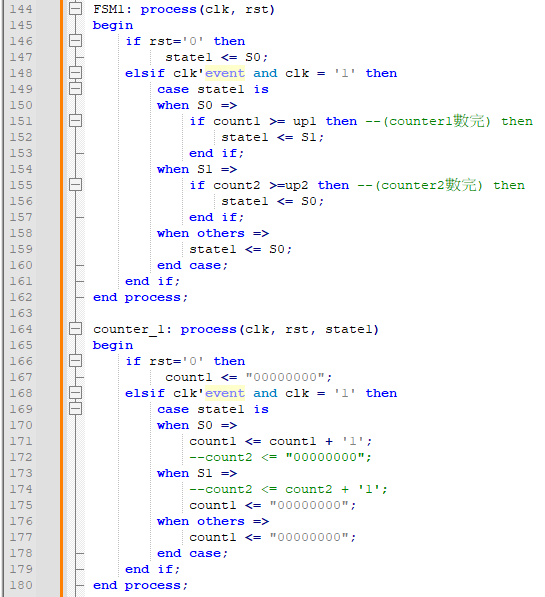 144 FSM1: process(clk, rst)
145 begin
146 if rst='0' then
147 state1 <= S0;
148 elsif clk'event and clk = '1' then
149 case state1 is
150 when S0 =>
151 if count1 >= up1 then --(counter1數完) then
152 state1 <= S1;
153 end if;
154 when S1 =>
155 if count2 >=up2 then --(counter2數完) then
156 state1 <= S0;
157 end if;
158 when others =>
159 state1 <= S0;
160 end case;
161 end if;
162 end process;
163
164 counter_1: process(clk, rst, state1)
165 begin
166 if rst='0' then
167 count1 <= "00000000";
168 elsif clk'event and clk = '1' then
169 case state1 is
170 when S0 =>
171 count1 <= count1 + '1';
172 --count2 <= "00000000";
173 when S1 =>
174 --count2 <= count2 + '1';
175 count1 <= "00000000";
176 when others =>
177 count1 <= "00000000";
178 end case;
179 end if;
180 end process;